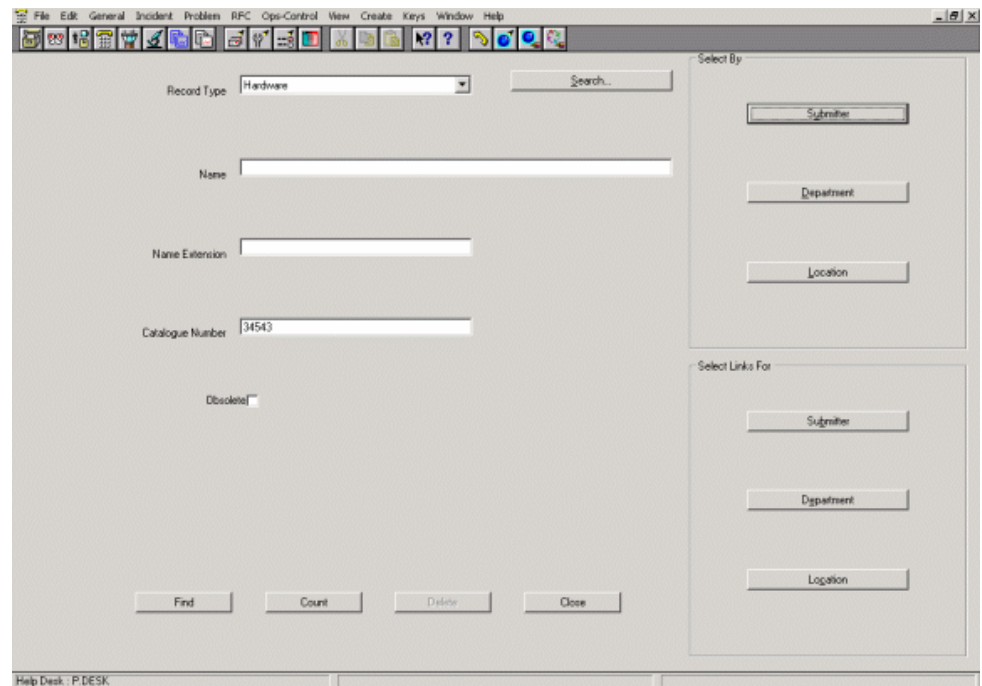 File Edit General Incident Problem RFC Ops-Control View Create Keys Window Help
Select By
Record Type Hardware Search...
Submitter
Name
Department
Name Extension
Location
Catalogue Number 34543
Select Links For
Obsolete
Submitter
Department
Location
Find Count Delete Close
Help Desk : P.DESK